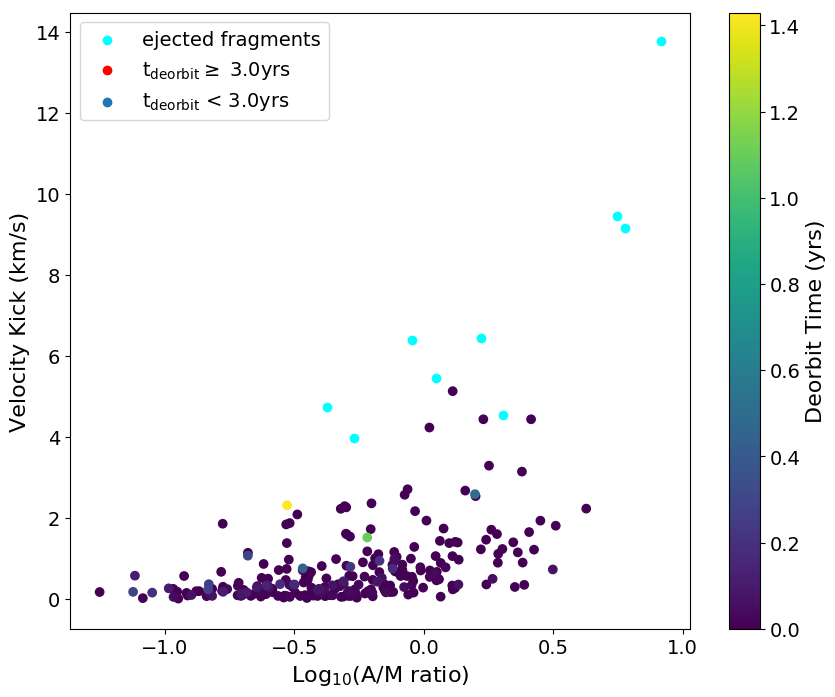 ejected fragments
t_deorbit ≥ 3.0yrs
t_deorbit < 3.0yrs
14
12
10
8
6
4
2
0
Velocity Kick (km/s)
−1.0 −0.5 0.0 0.5 1.0
Log₁₀(A/M ratio)
1.4
1.2
1.0
0.8
0.6
0.4
0.2
0.0
Deorbit Time (yrs)